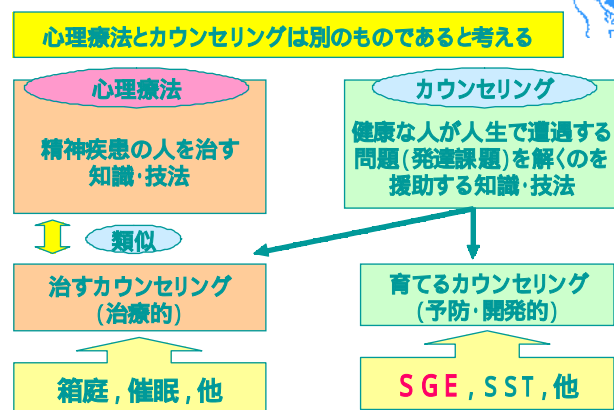 心理療法とカウンセリングは別のものであると考える
心理療法
精神疾患の人を治す
知識・技法
カウンセリング
健康な人が人生で遭遇する
問題(発達課題)を解くのを
援助する知識・技法
類似
治すカウンセリング
(治療的)
育てるカウンセリング
(予防・開発的)
箱庭，催眠，他
ＳＧＥ，ＳＳＴ，他